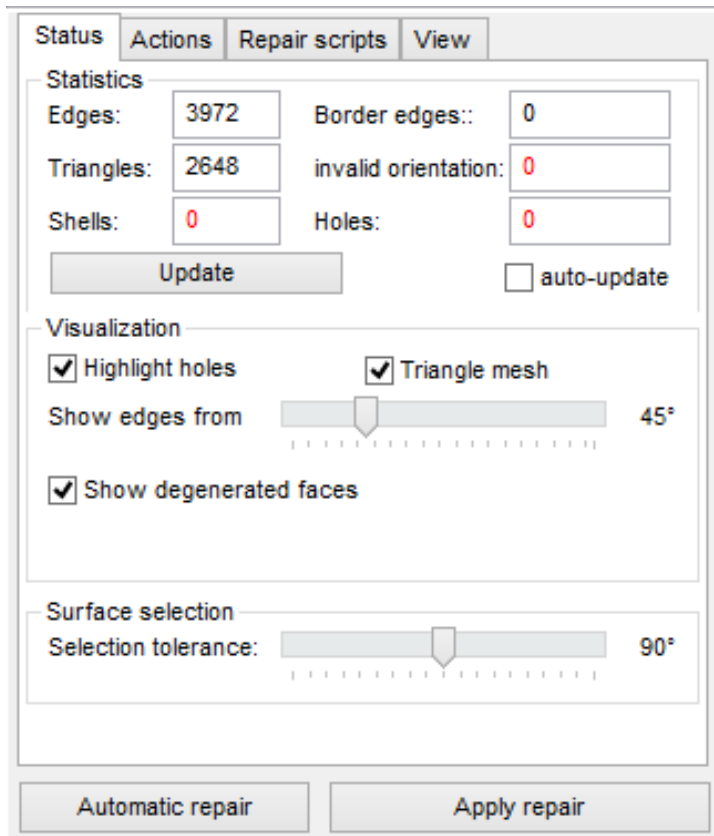 Status Actions Repair scripts View
Statistics
Edges: 3972 Border edges:: 0
Triangles: 2648 invalid orientation: 0
Shells: 0 Holes: 0
Update auto-update
Visualization
Highlight holes Triangle mesh
Show edges from 45°
Show degenerated faces
Surface selection
Selection tolerance: 90°
Automatic repair Apply repair